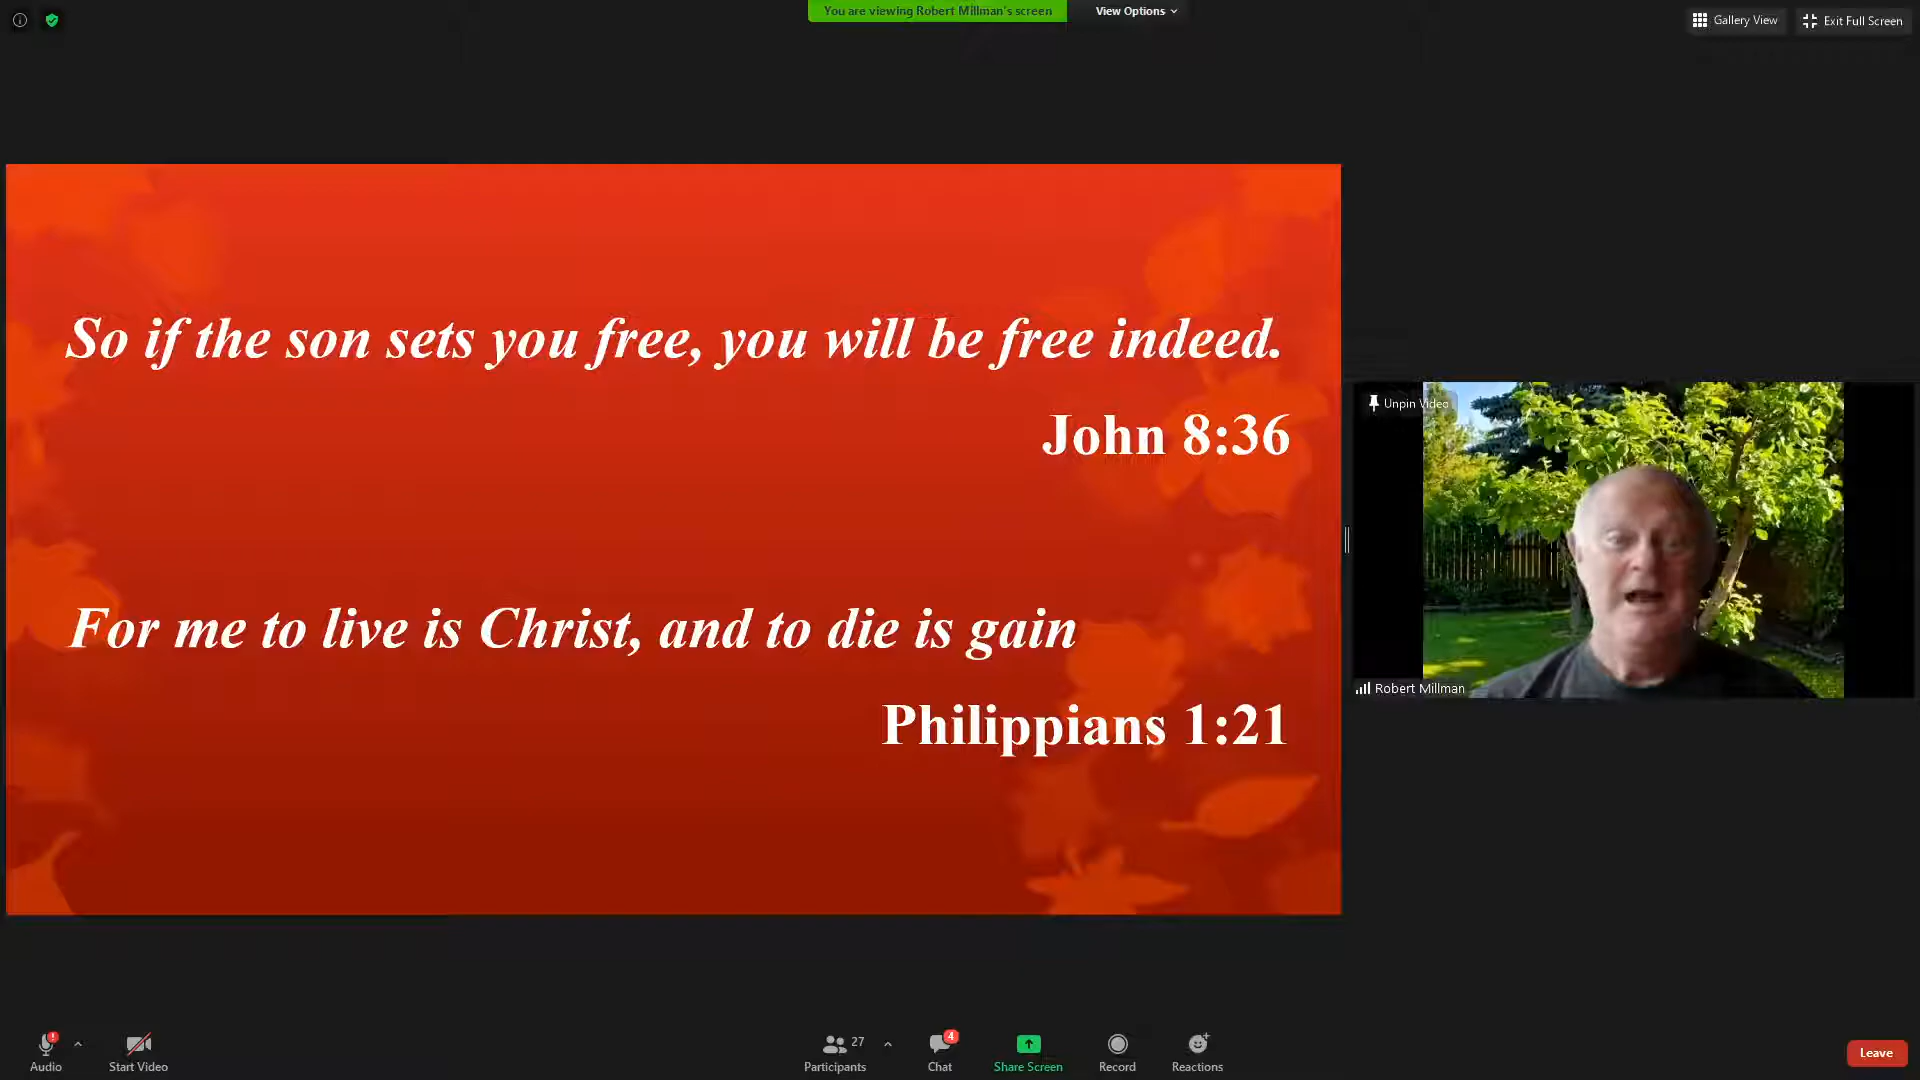 You are viewing Robert Millman's screen
View Options
Gallery View
Exit Full Screen
So if the son sets you free, you will be free indeed.
John 8:36
For me to live is Christ, and to die is gain
Philippians 1:21
Unpin Video
Robert Millman
Audio
Start Video
27
Participants
4
Chat
Share Screen
Record
Reactions
Leave